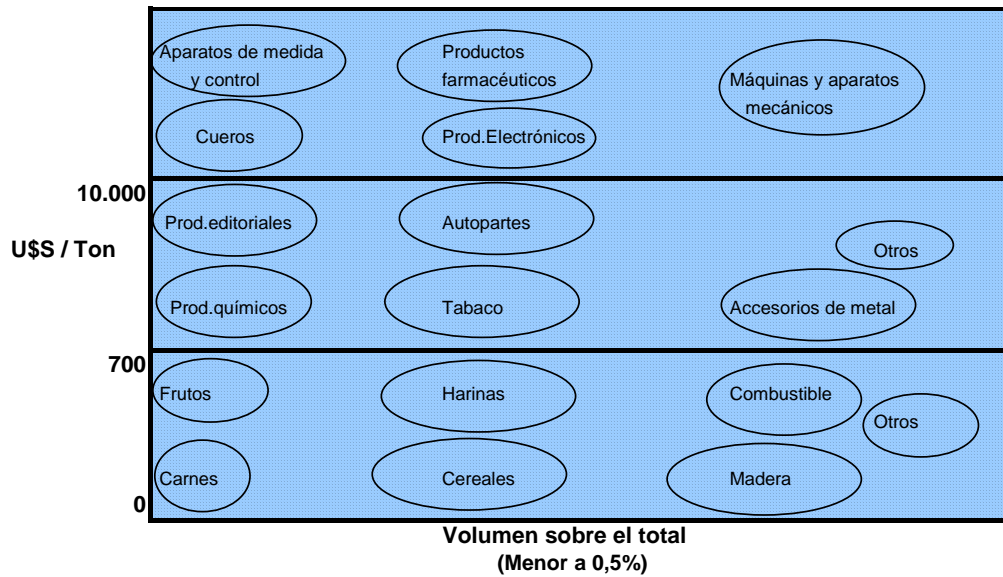 Aparatos de medida
y control
Productos
farmacéuticos
Máquinas y aparatos
mecánicos
Cueros
Prod.Electrónicos
10.000
U$S / Ton
Prod.editoriales
Autopartes
Otros
Prod.químicos
Tabaco
Accesorios de metal
700
Frutos
Harinas
Combustible
Otros
Carnes
Cereales
Madera
0
Volumen sobre el total
(Menor a 0,5%)